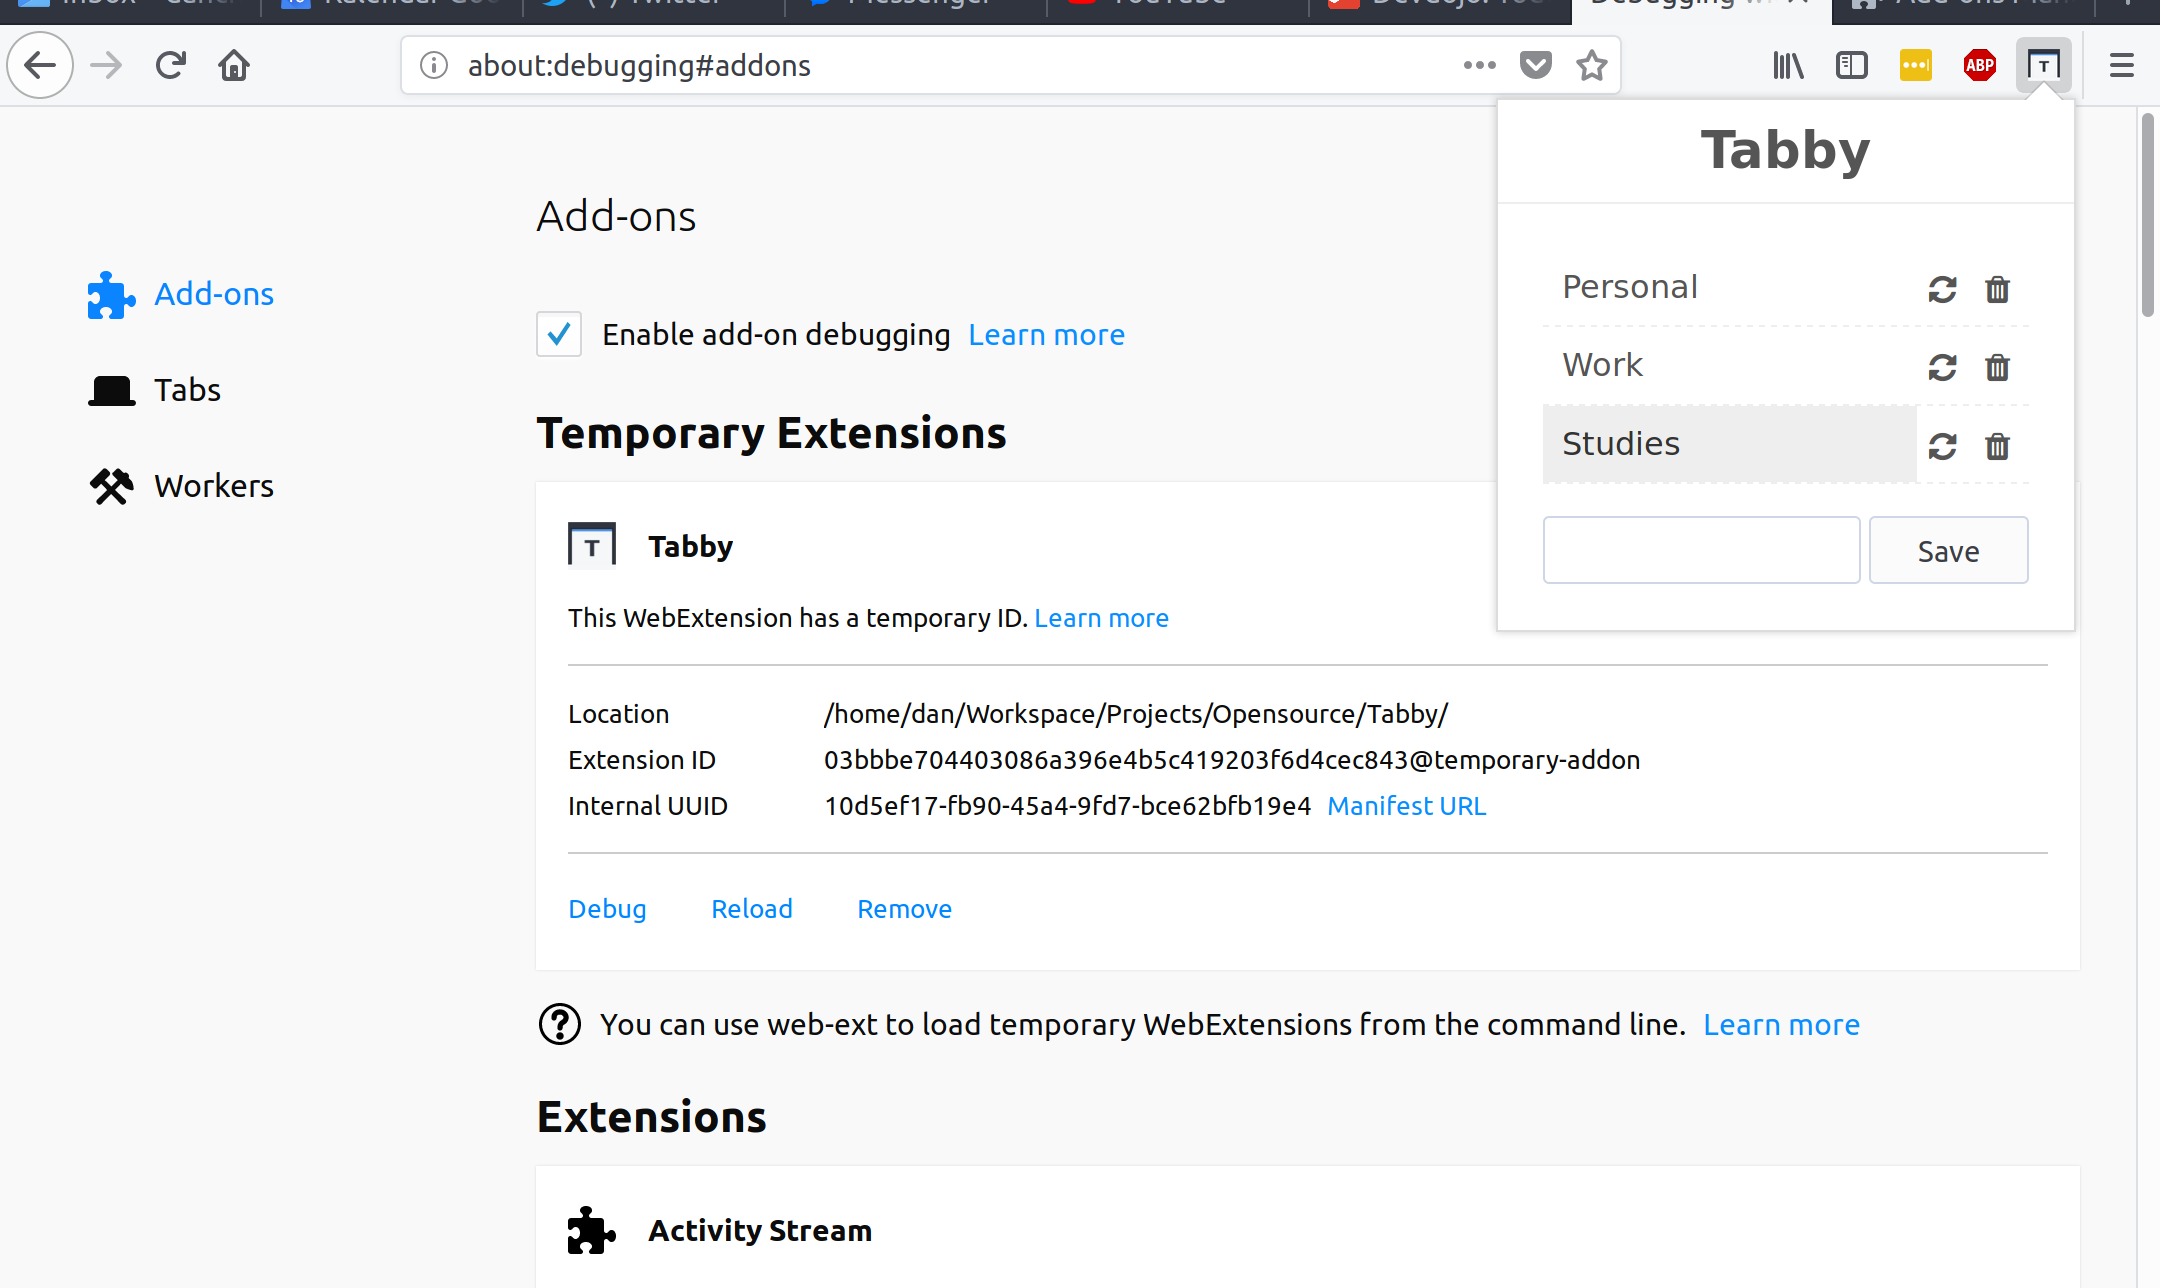 about:debugging#addons
ABP
T
Tabby
Add-ons
Add-ons
Tabs
Workers
Enable add-on debugging Learn more
Personal
Work
Studies
Save
Temporary Extensions
T
Tabby
This WebExtension has a temporary ID. Learn more
Location /home/dan/Workspace/Projects/Opensource/Tabby/
Extension ID 03bbbe704403086a396e4b5c419203f6d4cec843@temporary-addon
Internal UUID 10d5ef17-fb90-45a4-9fd7-bce62bfb19e4 Manifest URL
Debug Reload Remove
You can use web-ext to load temporary WebExtensions from the command line. Learn more
Extensions
Activity Stream